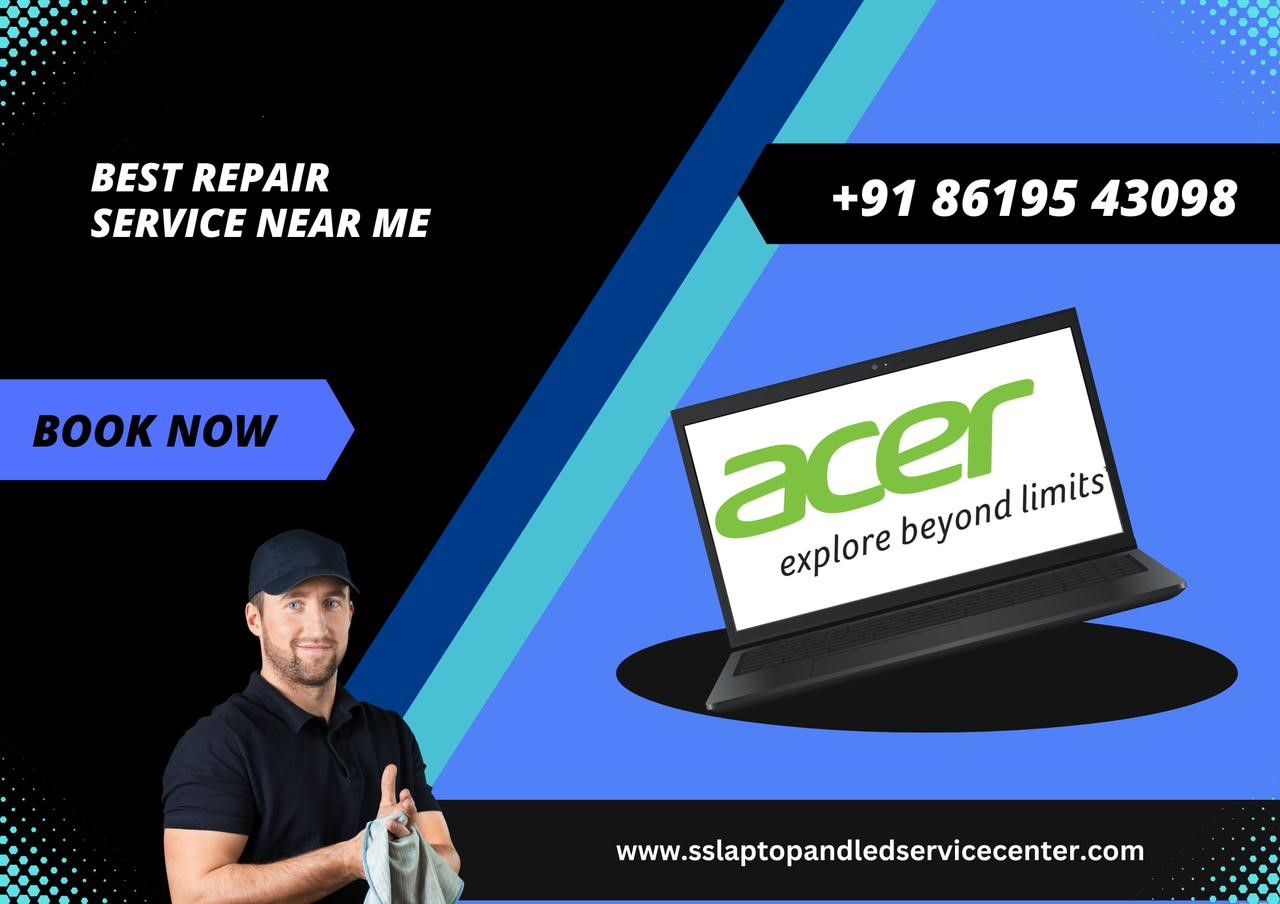 BEST REPAIR
SERVICE NEAR ME
+91 86195 43098
BOOK NOW
acer
explore beyond limits
www.sslaptopandledservicecenter.com